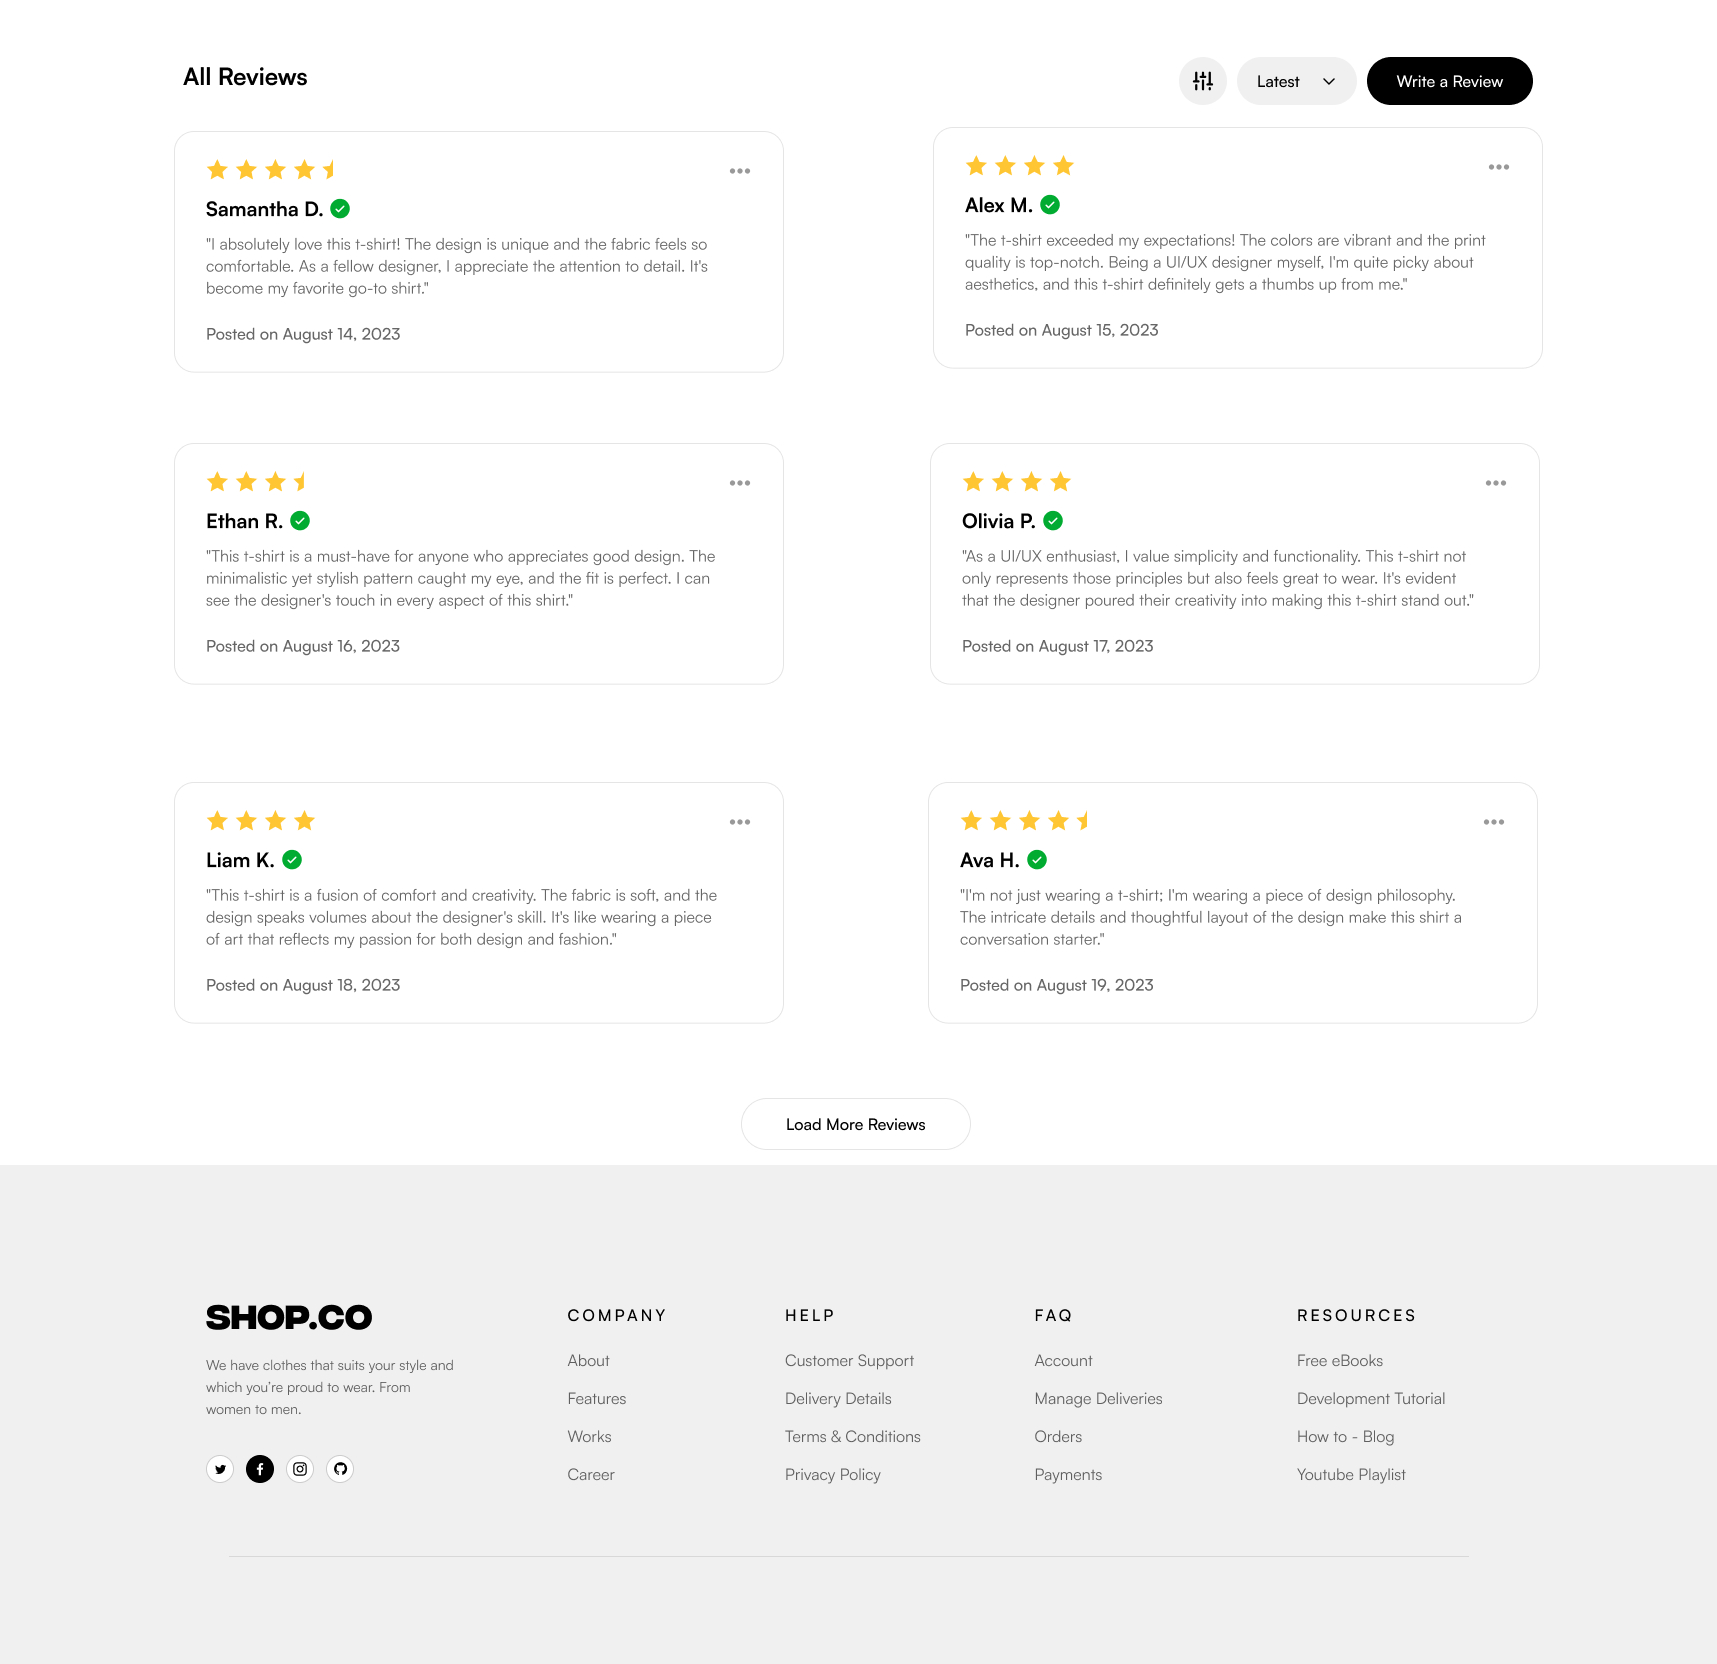 All Reviews
Latest
Write a Review
Samantha D.
"I absolutely love this t-shirt! The design is unique and the fabric feels so
comfortable. As a fellow designer, I appreciate the attention to detail. It's
become my favorite go-to shirt."
Posted on August 14, 2023
Alex M.
"The t-shirt exceeded my expectations! The colors are vibrant and the print
quality is top-notch. Being a UI/UX designer myself, I'm quite picky about
aesthetics, and this t-shirt definitely gets a thumbs up from me."
Posted on August 15, 2023
Ethan R.
"This t-shirt is a must-have for anyone who appreciates good design. The
minimalistic yet stylish pattern caught my eye, and the fit is perfect. I can
see the designer's touch in every aspect of this shirt."
Posted on August 16, 2023
Olivia P.
"As a UI/UX enthusiast, I value simplicity and functionality. This t-shirt not
only represents those principles but also feels great to wear. It's evident
that the designer poured their creativity into making this t-shirt stand out."
Posted on August 17, 2023
Liam K.
"This t-shirt is a fusion of comfort and creativity. The fabric is soft, and the
design speaks volumes about the designer's skill. It's like wearing a piece
of art that reflects my passion for both design and fashion."
Posted on August 18, 2023
Ava H.
"I'm not just wearing a t-shirt; I'm wearing a piece of design philosophy.
The intricate details and thoughtful layout of the design make this shirt a
conversation starter."
Posted on August 19, 2023
Load More Reviews
SHOP.CO
We have clothes that suits your style and
which you're proud to wear. From
women to men.
COMPANY
About
Features
Works
Career
HELP
Customer Support
Delivery Details
Terms & Conditions
Privacy Policy
FAQ
Account
Manage Deliveries
Orders
Payments
RESOURCES
Free eBooks
Development Tutorial
How to - Blog
Youtube Playlist